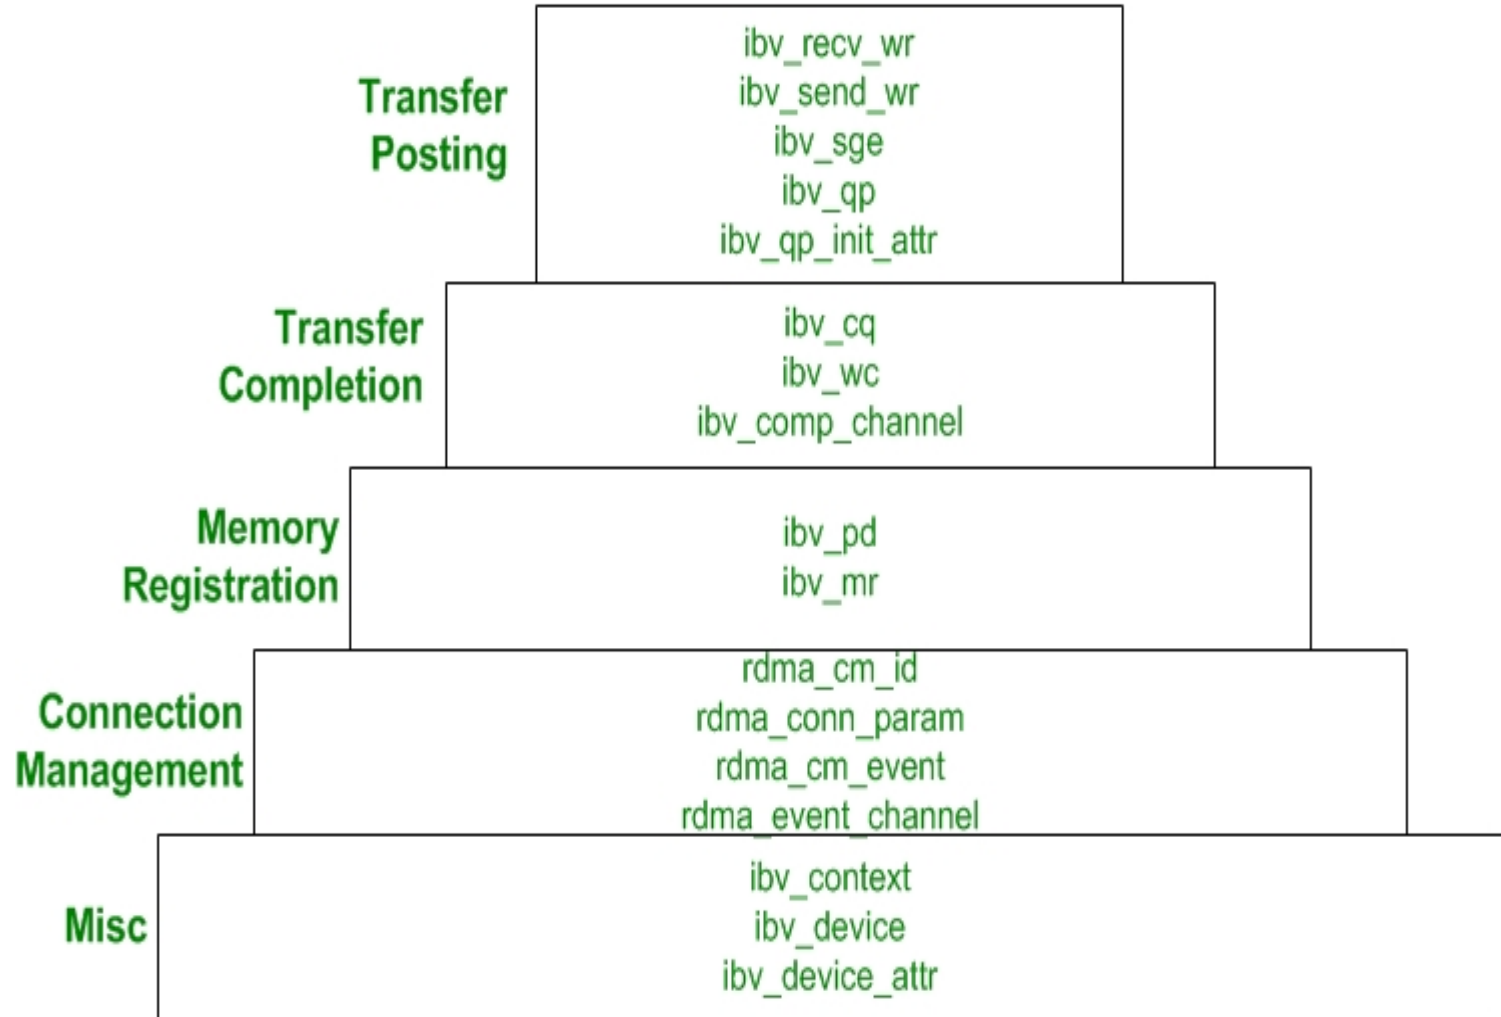 Transfer
Posting
ibv_recv_wr
ibv_send_wr
ibv_sge
ibv_qp
ibv_qp_init_attr
Transfer
Completion
ibv_cq
ibv_wc
ibv_comp_channel
Memory
Registration
ibv_pd
ibv_mr
Connection
Management
rdma_cm_id
rdma_conn_param
rdma_cm_event
rdma_event_channel
Misc
ibv_context
ibv_device
ibv_device_attr